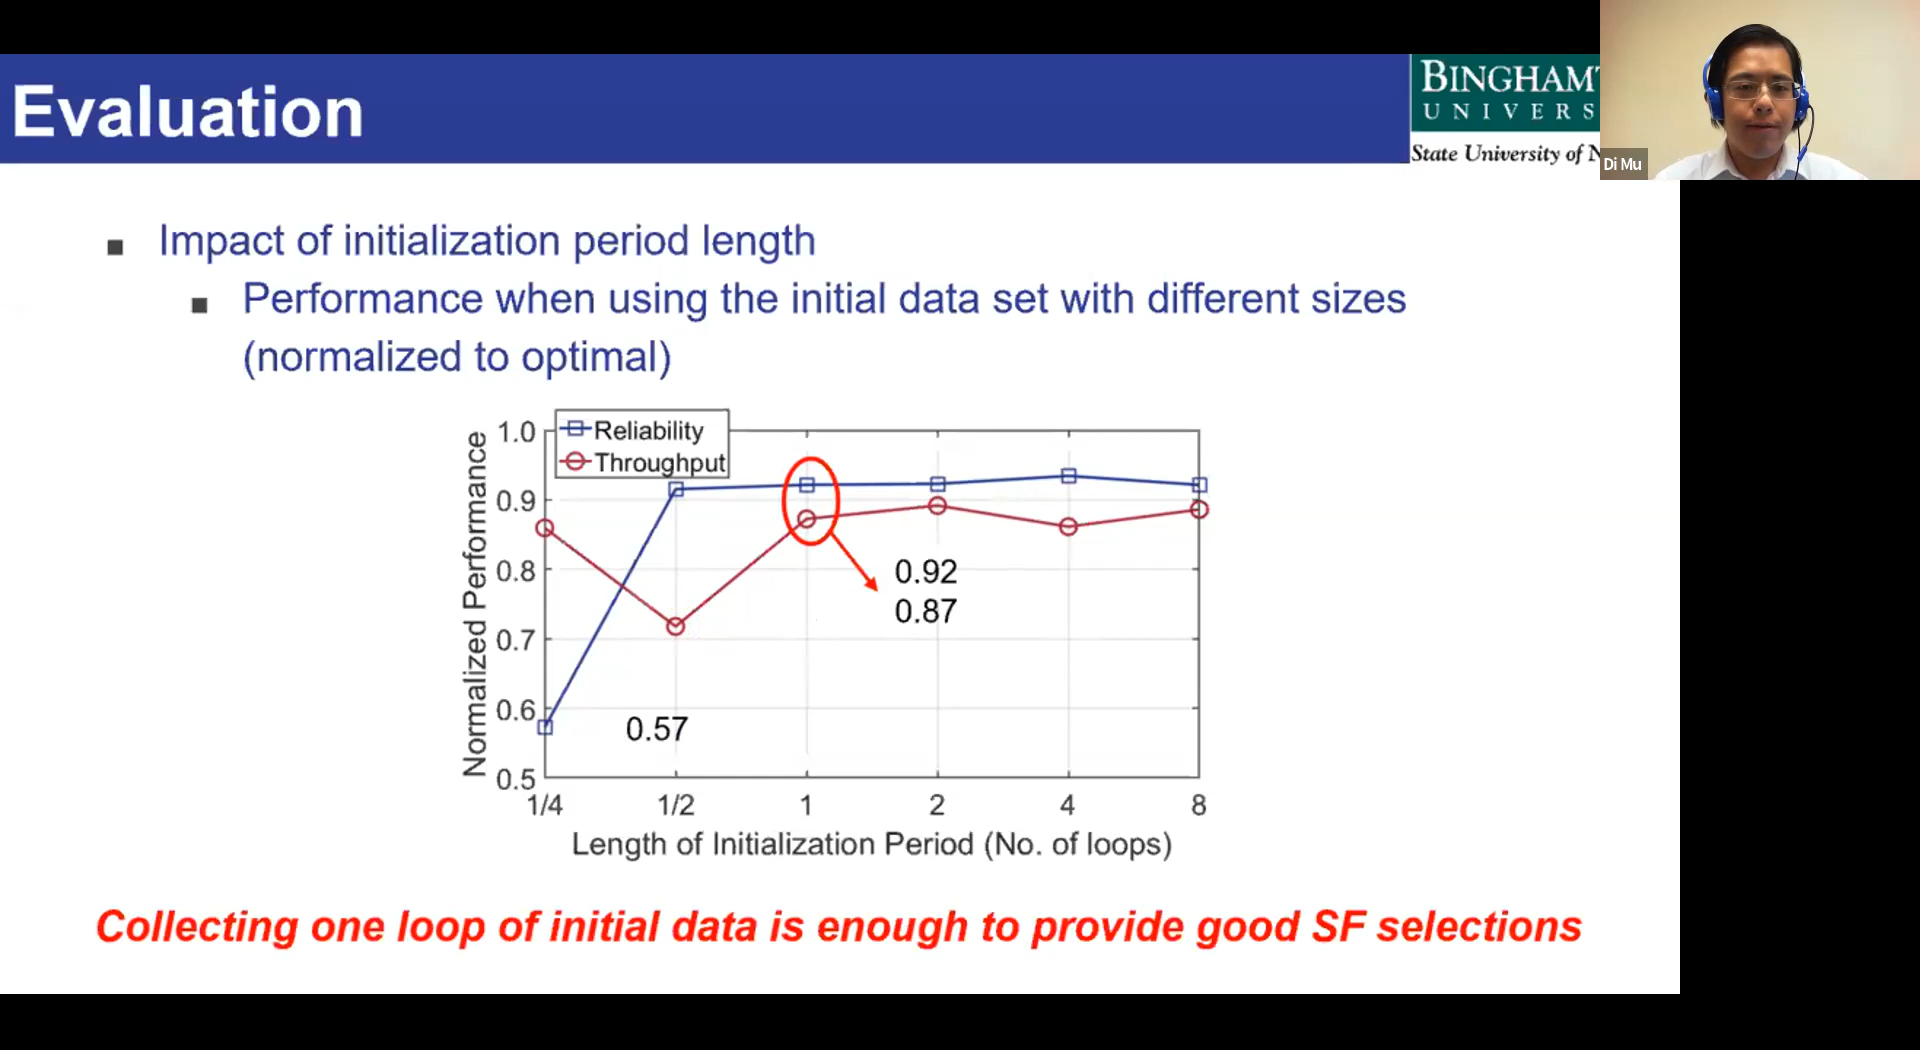 Evaluation
BINGHAMT
UNIVERS
State University of N
Di Mu
Impact of initialization period length
Performance when using the initial data set with different sizes
(normalized to optimal)
Reliability
Throughput
Normalized Performance
1.0
0.9
0.8
0.7
0.6
0.5
0.92
0.87
0.57
1/4 1/2 1 2 4 8
Length of Initialization Period (No. of loops)
Collecting one loop of initial data is enough to provide good SF selections